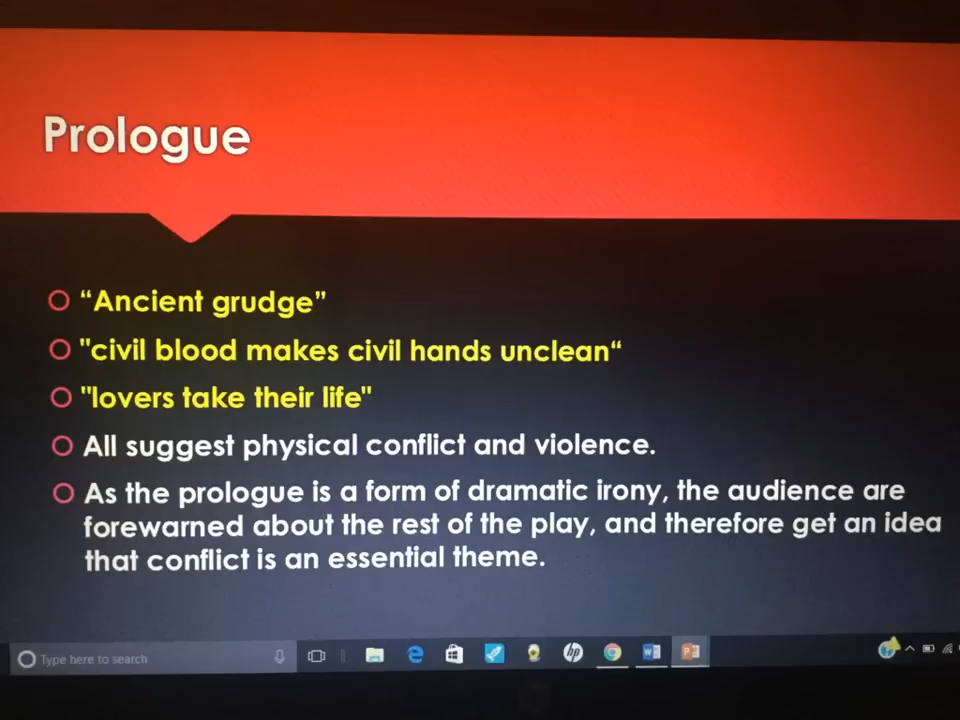 Prologue
“Ancient grudge”
"civil blood makes civil hands unclean“
"lovers take their life"
All suggest physical conflict and violence.
As the prologue is a form of dramatic irony, the audience are
forewarned about the rest of the play, and therefore get an idea
that conflict is an essential theme.
Type here to search
hp